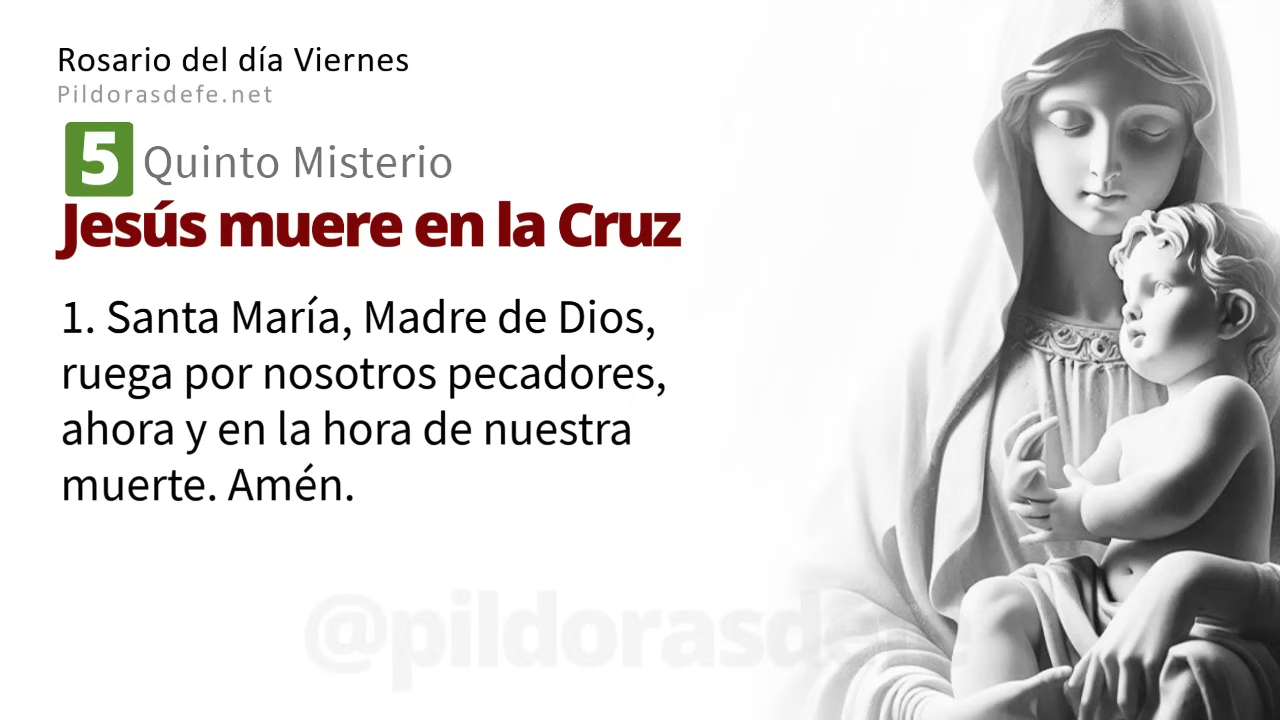 Rosario del día Viernes
Pildorasdefe.net
5 Quinto Misterio
Jesús muere en la Cruz
1. Santa María, Madre de Dios,
ruega por nosotros pecadores,
ahora y en la hora de nuestra
muerte. Amén.
@pildorasdefe